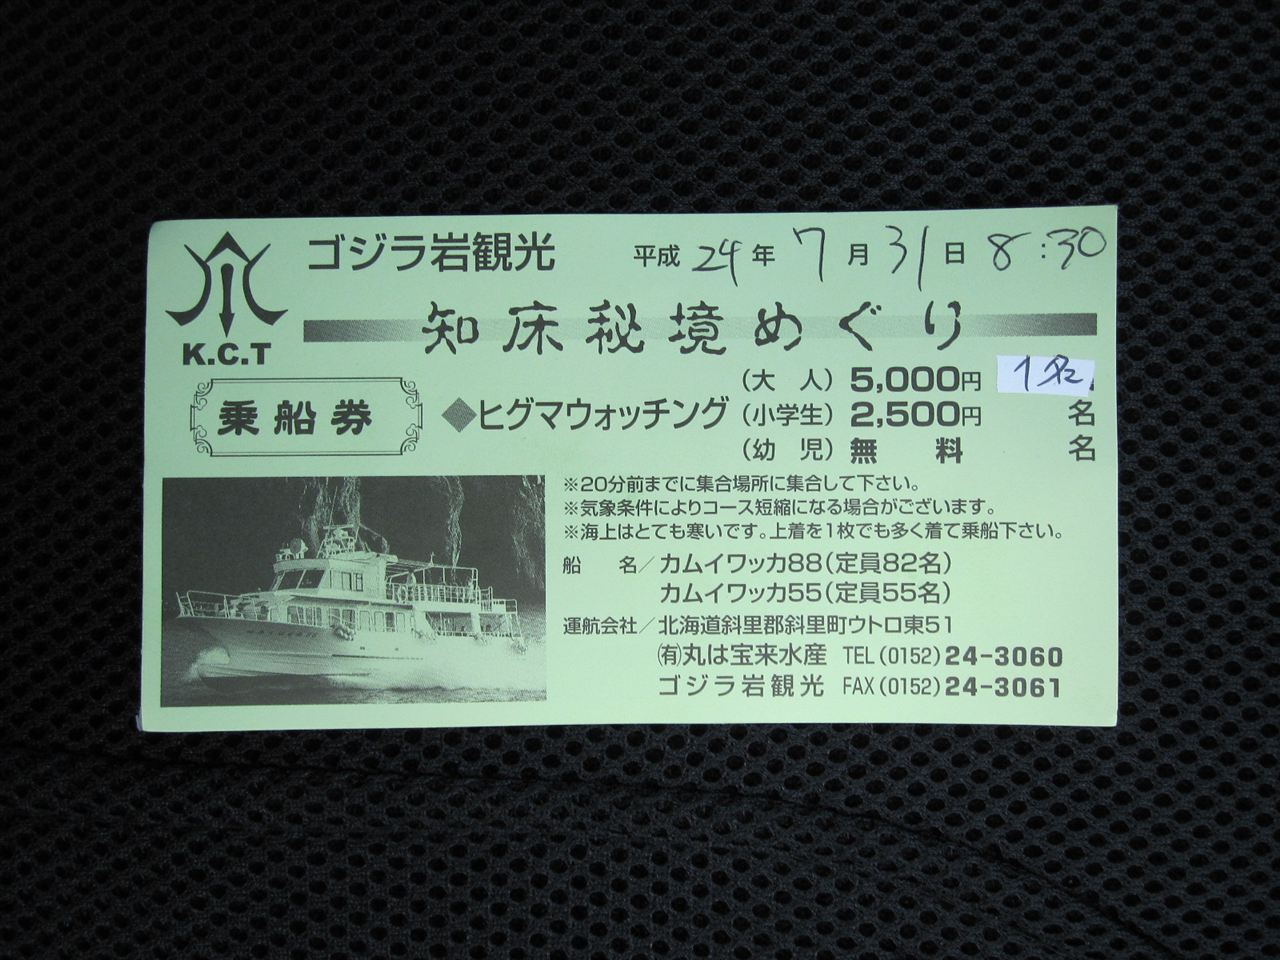 ゴジラ岩観光 平成 24 年 7 月 31 日 8:30
K.C.T
知床秘境めぐり
乗船券
◆ヒグマウォッチング
(大 人) 5,000円 1名
(小学生) 2,500円 名
(幼 児) 無 料 名
※20分前までに集合場所に集合して下さい。
※気象条件によりコース短縮になる場合がございます。
※海上はとても寒いです。上着を1枚でも多く着て乗船下さい。
船 名/カムイワッカ88(定員82名)
カムイワッカ55(定員55名)
運航会社/北海道斜里郡斜里町ウトロ東51
㈲丸は宝来水産 TEL(0152)24-3060
ゴジラ岩観光 FAX(0152)24-3061